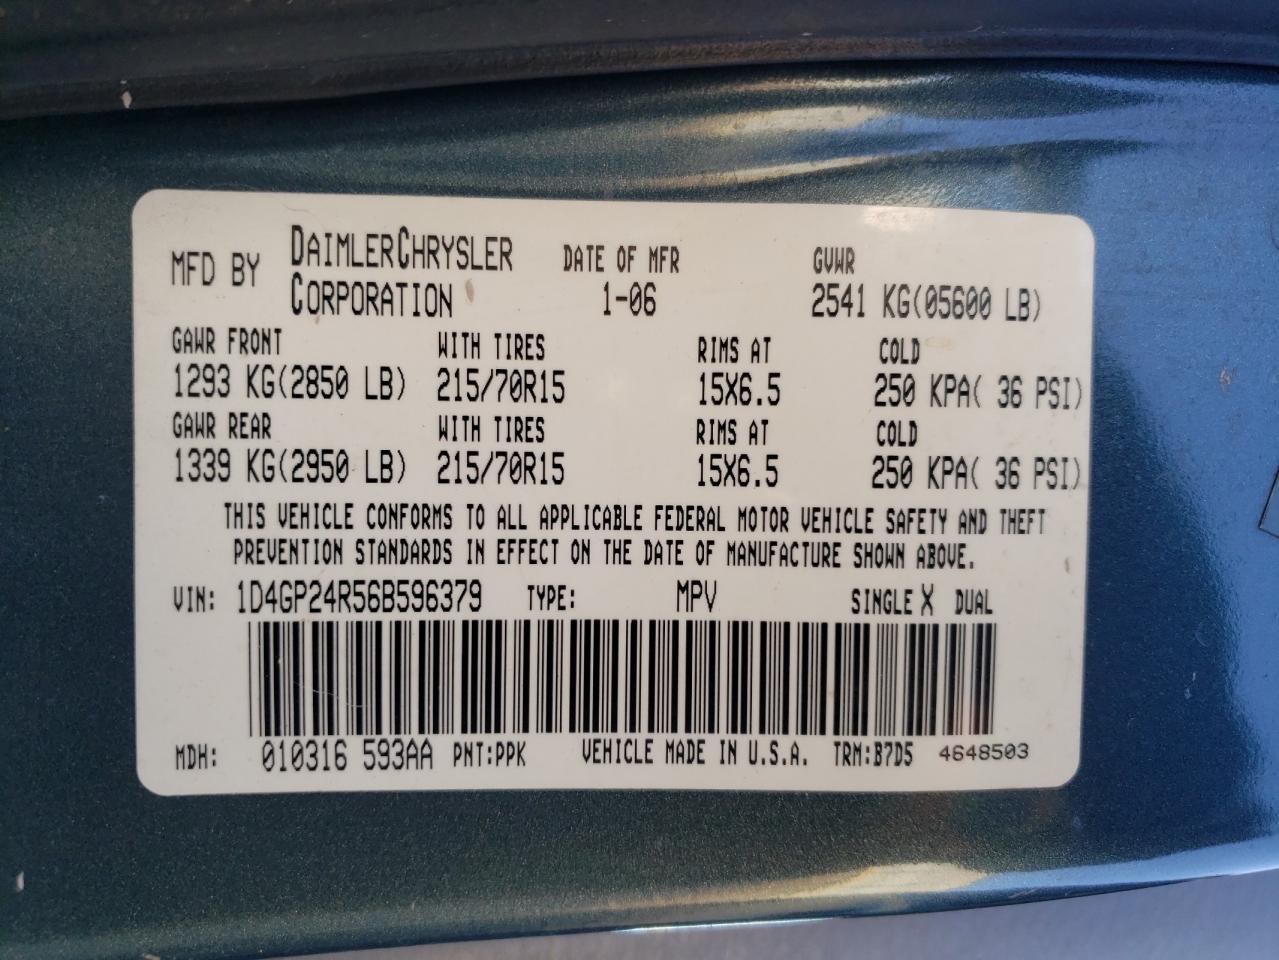 MFD BY DAIMLERCHRYSLER CORPORATION DATE OF MFR 1-06 GVWR 2541 KG(05600 LB)
GAWR FRONT WITH TIRES RIMS AT COLD
1293 KG(2850 LB) 215/70R15 15X6.5 250 KPA( 36 PSI)
GAWR REAR WITH TIRES RIMS AT COLD
1339 KG(2950 LB) 215/70R15 15X6.5 250 KPA( 36 PSI)
THIS VEHICLE CONFORMS TO ALL APPLICABLE FEDERAL MOTOR VEHICLE SAFETY AND THEFT
PREVENTION STANDARDS IN EFFECT ON THE DATE OF MANUFACTURE SHOWN ABOVE.
VIN: 1D4GP24R56B596379 TYPE: MPV SINGLE X DUAL
MDH: 010316 593AA PNT:PPK VEHICLE MADE IN U.S.A. TRM:B7D5 4648503